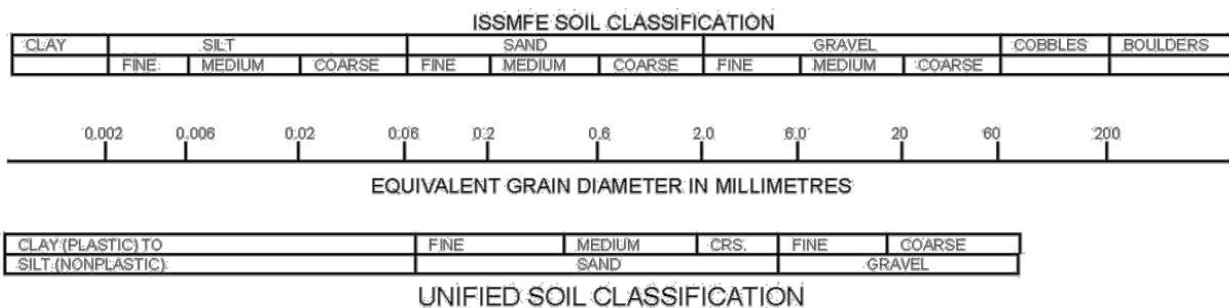 ISSMFE SOIL CLASSIFICATION
CLAY SILT SAND GRAVEL COBBLES BOULDERS
FINE MEDIUM COARSE FINE MEDIUM COARSE FINE MEDIUM COARSE
0.002 0.006 0.02 0.06 0.2 0.6 2.0 6.0 20 60 200
EQUIVALENT GRAIN DIAMETER IN MILLIMETRES
CLAY (PLASTIC) TO FINE MEDIUM CRS. FINE COARSE
SILT (NONPLASTIC) SAND GRAVEL
UNIFIED SOIL CLASSIFICATION